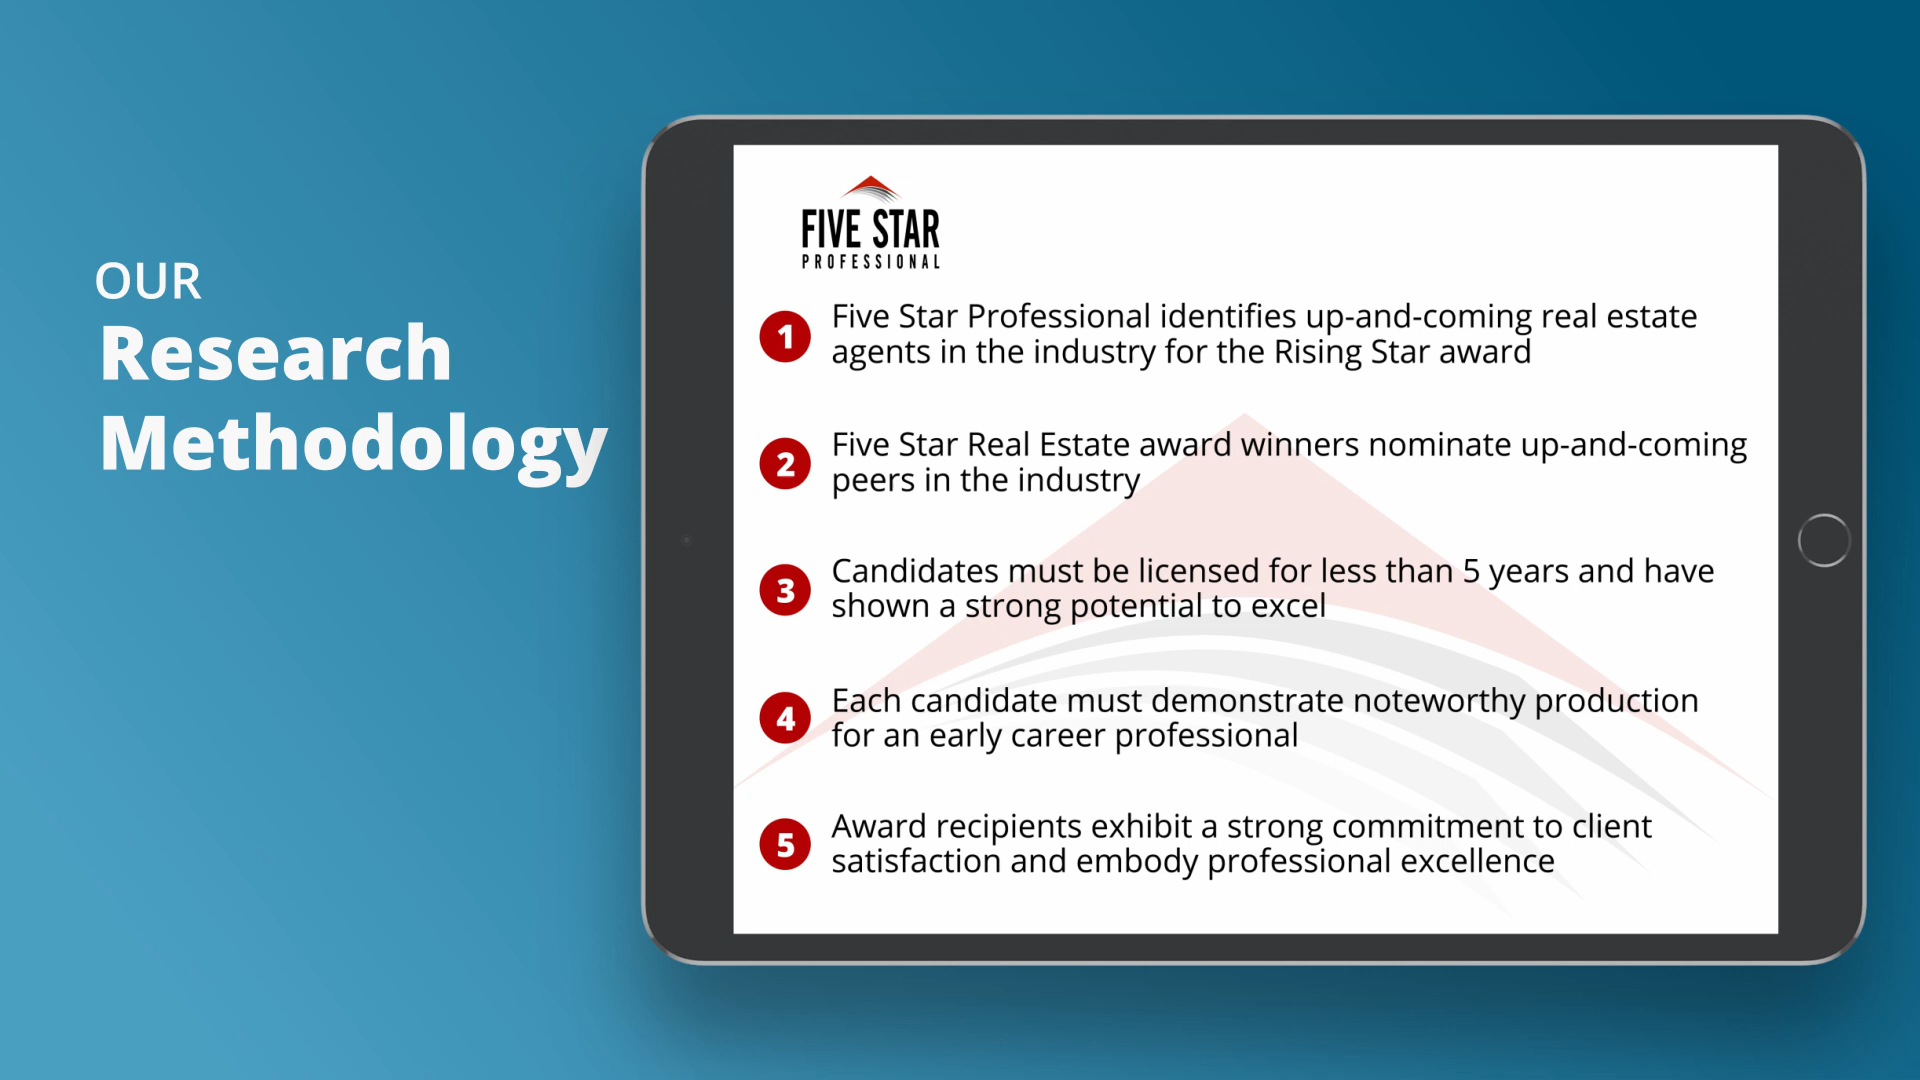 OUR
Research
Methodology
FIVE STAR
PROFESSIONAL
1 Five Star Professional identifies up-and-coming real estate
agents in the industry for the Rising Star award
2 Five Star Real Estate award winners nominate up-and-coming
peers in the industry
3 Candidates must be licensed for less than 5 years and have
shown a strong potential to excel
4 Each candidate must demonstrate noteworthy production
for an early career professional
5 Award recipients exhibit a strong commitment to client
satisfaction and embody professional excellence